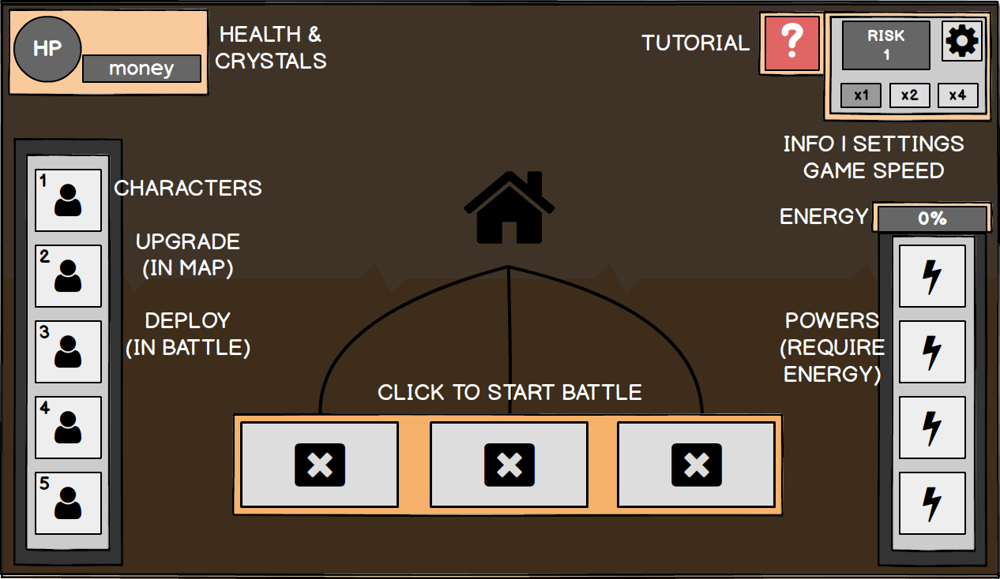 HP
money
HEALTH &
CRYSTALS
TUTORIAL
?
RISK
1
x1
x2
x4
INFO | SETTINGS
GAME SPEED
1
CHARACTERS
UPGRADE
(IN MAP)
2
DEPLOY
(IN BATTLE)
3
4
5
ENERGY
0%
POWERS
(REQUIRE
ENERGY)
CLICK TO START BATTLE